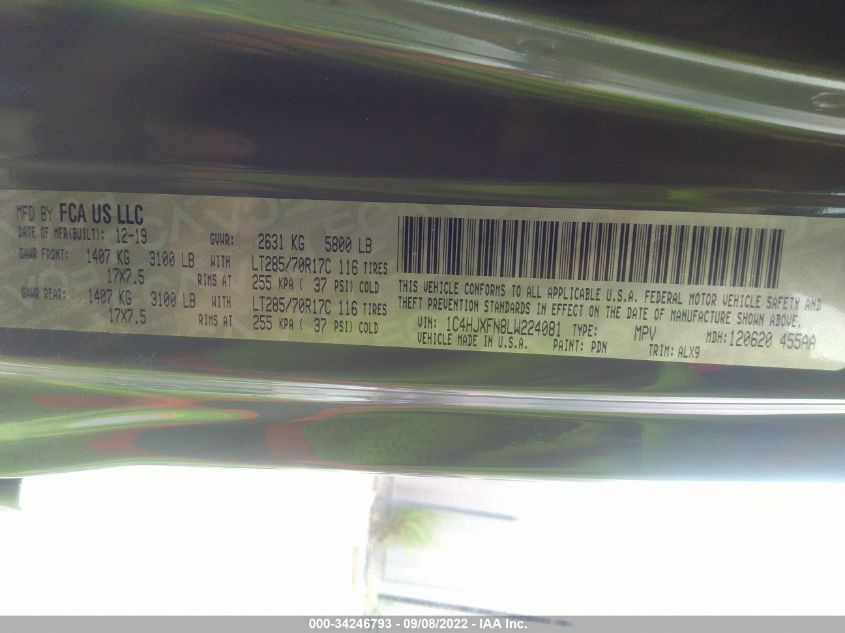 MFD BY FCA US LLC
DATE OF MFR(BUILT): 12-19 GVWR: 2631 KG 5800 LB
GAWR FRONT: 1407 KG 3100 LB WITH LT285/70R17C 116 TIRES
17X7.5 RIMS AT 255 KPA ( 37 PSI) COLD
GAWR REAR: 1407 KG 3100 LB WITH LT285/70R17C 116 TIRES
17X7.5 RIMS AT 255 KPA ( 37 PSI) COLD
THIS VEHICLE CONFORMS TO ALL APPLICABLE U.S.A. FEDERAL MOTOR VEHICLE SAFETY AND
THEFT PREVENTION STANDARDS IN EFFECT ON THE DATE OF MANUFACTURE SHOWN ABOVE.
VIN: 1C4HJXFN8LW224081 TYPE: MPV MDH: 120620 455AA
VEHICLE MADE IN U.S.A. PAINT: PDN TRIM: ALX9
000-34246793 - 09/08/2022 - IAA Inc.